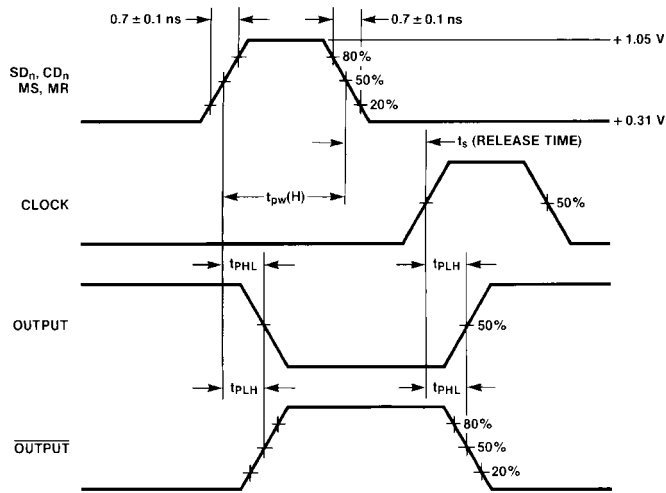 0.7 ± 0.1 ns
0.7 ± 0.1 ns
+ 1.05 V
80%
SDn, CDn
MS, MR
50%
20%
+ 0.31 V
ts (RELEASE TIME)
CLOCK
tpw(H)
50%
tPHL
tPLH
OUTPUT
50%
tPLH
tPHL
80%
OUTPUT
50%
20%